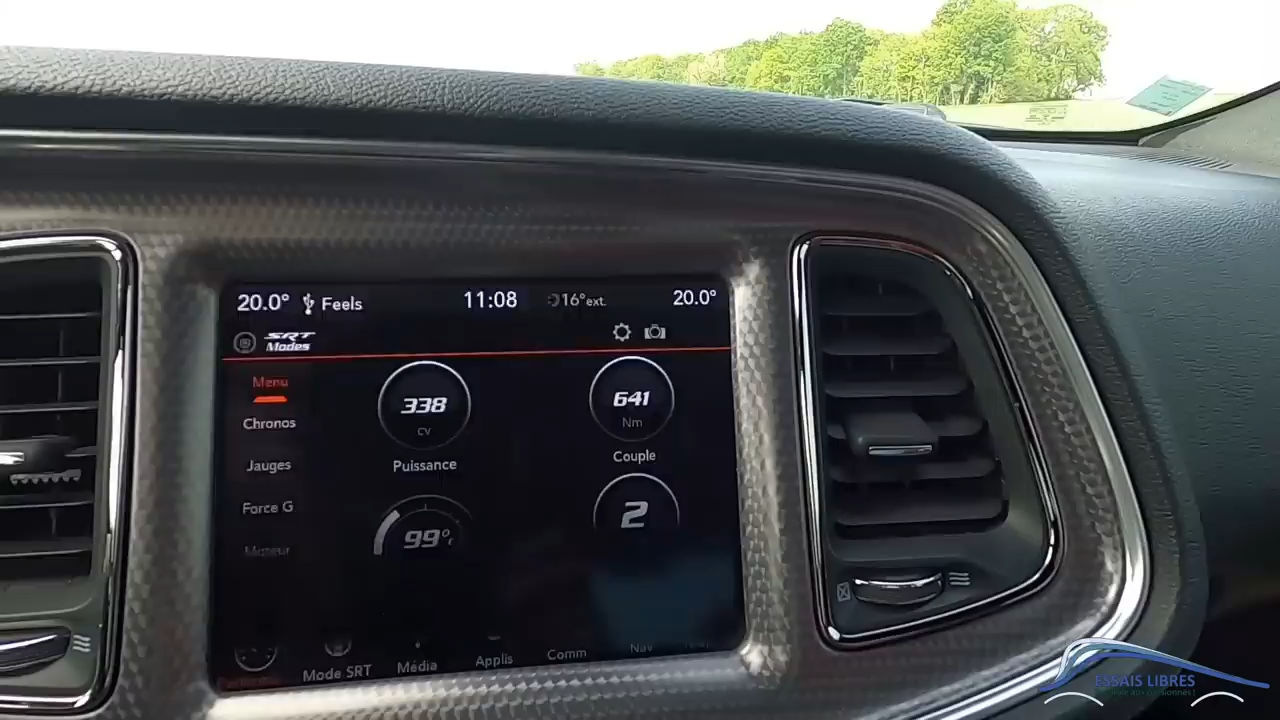 20.0° Feels 11:08 16°ext. 20.0°
SRT
Modes
Menu
338
cv
641
Nm
Chronos
Couple
Jauges
Puissance
Force G
2
99°c
Moteur
Mode SRT Média Applis Comm Nav
ESSAIS LIBRES